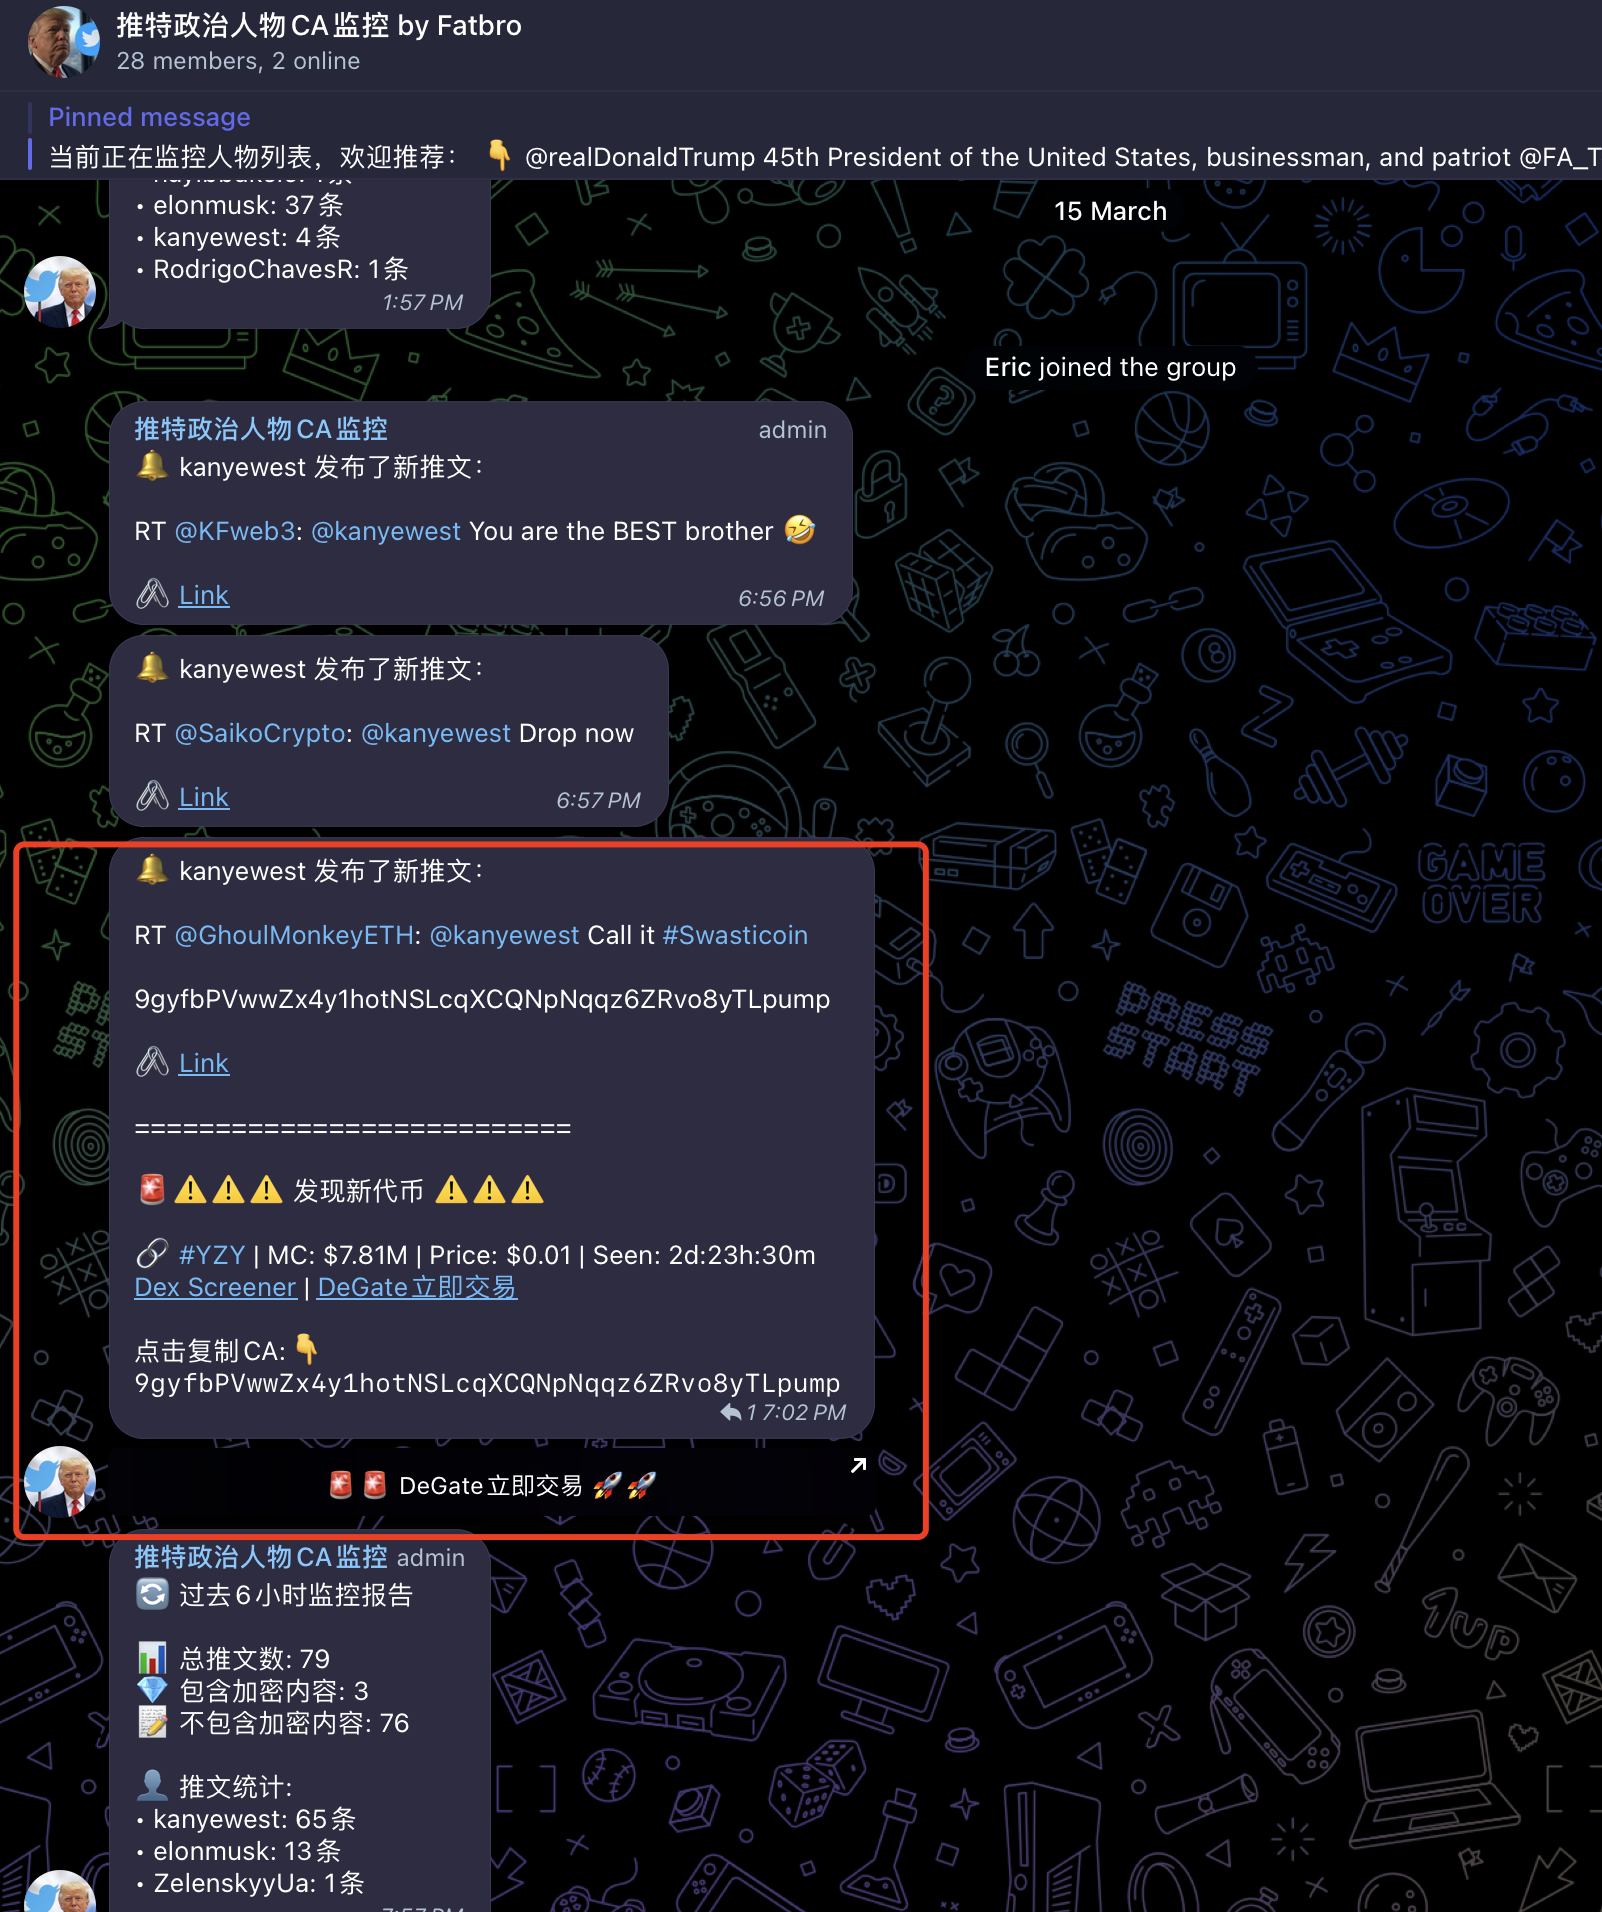 推特政治人物CA监控 by Fatbro
28 members, 2 online
Pinned message
当前正在监控人物列表，欢迎推荐： 👇 @realDonaldTrump 45th President of the United States, businessman, and patriot @FA_T
• elonmusk: 37条
• kanyewest: 4条
• RodrigoChavesR: 1条
1:57 PM
15 March
Eric joined the group
推特政治人物CA监控 admin
🔔 kanyewest 发布了新推文：
RT @KFweb3: @kanyewest You are the BEST brother 🤣
🖇 Link
6:56 PM
🔔 kanyewest 发布了新推文：
RT @SaikoCrypto: @kanyewest Drop now
🖇 Link
6:57 PM
🔔 kanyewest 发布了新推文：
RT @GhoulMonkeyETH: @kanyewest Call it #Swasticoin
9gyfbPVwwZx4y1hotNSLcqXCQNpNqqz6ZRvo8yTLpump
🖇 Link
===========================
🚨⚠️⚠️⚠️ 发现新代币 ⚠️⚠️⚠️
🔗 #YZY | MC: $7.81M | Price: $0.01 | Seen: 2d:23h:30m
Dex Screener | DeGate立即交易
点击复制CA: 👇
9gyfbPVwwZx4y1hotNSLcqXCQNpNqqz6ZRvo8yTLpump
1 7:02 PM
🚨🚨 DeGate立即交易 🚀🚀
推特政治人物CA监控 admin
🔄 过去6小时监控报告
📊 总推文数: 79
💎 包含加密内容: 3
📝 不包含加密内容: 76
👤 推文统计:
• kanyewest: 65条
• elonmusk: 13条
• ZelenskyyUa: 1条
GAME
OVER
PRESS
START
1UP